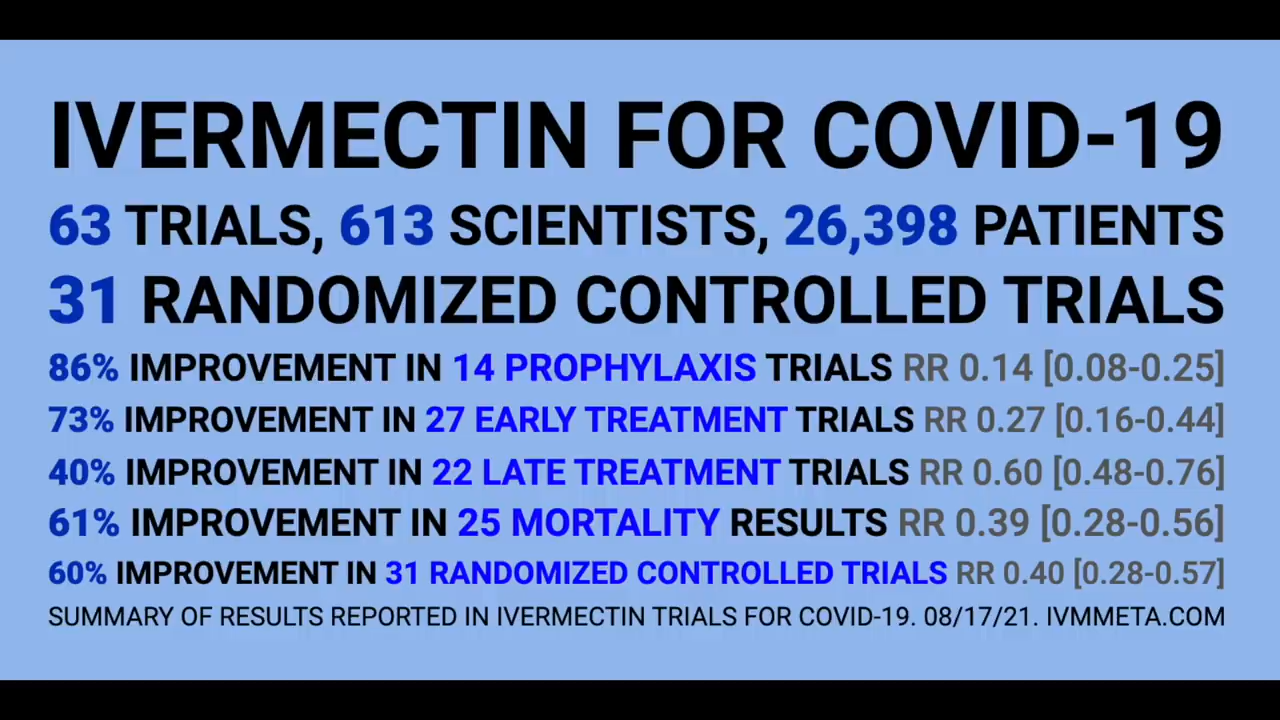 IVERMECTIN FOR COVID-19
63 TRIALS, 613 SCIENTISTS, 26,398 PATIENTS
31 RANDOMIZED CONTROLLED TRIALS
86% IMPROVEMENT IN 14 PROPHYLAXIS TRIALS RR 0.14 [0.08-0.25]
73% IMPROVEMENT IN 27 EARLY TREATMENT TRIALS RR 0.27 [0.16-0.44]
40% IMPROVEMENT IN 22 LATE TREATMENT TRIALS RR 0.60 [0.48-0.76]
61% IMPROVEMENT IN 25 MORTALITY RESULTS RR 0.39 [0.28-0.56]
60% IMPROVEMENT IN 31 RANDOMIZED CONTROLLED TRIALS RR 0.40 [0.28-0.57]
SUMMARY OF RESULTS REPORTED IN IVERMECTIN TRIALS FOR COVID-19. 08/17/21. IVMMETA.COM